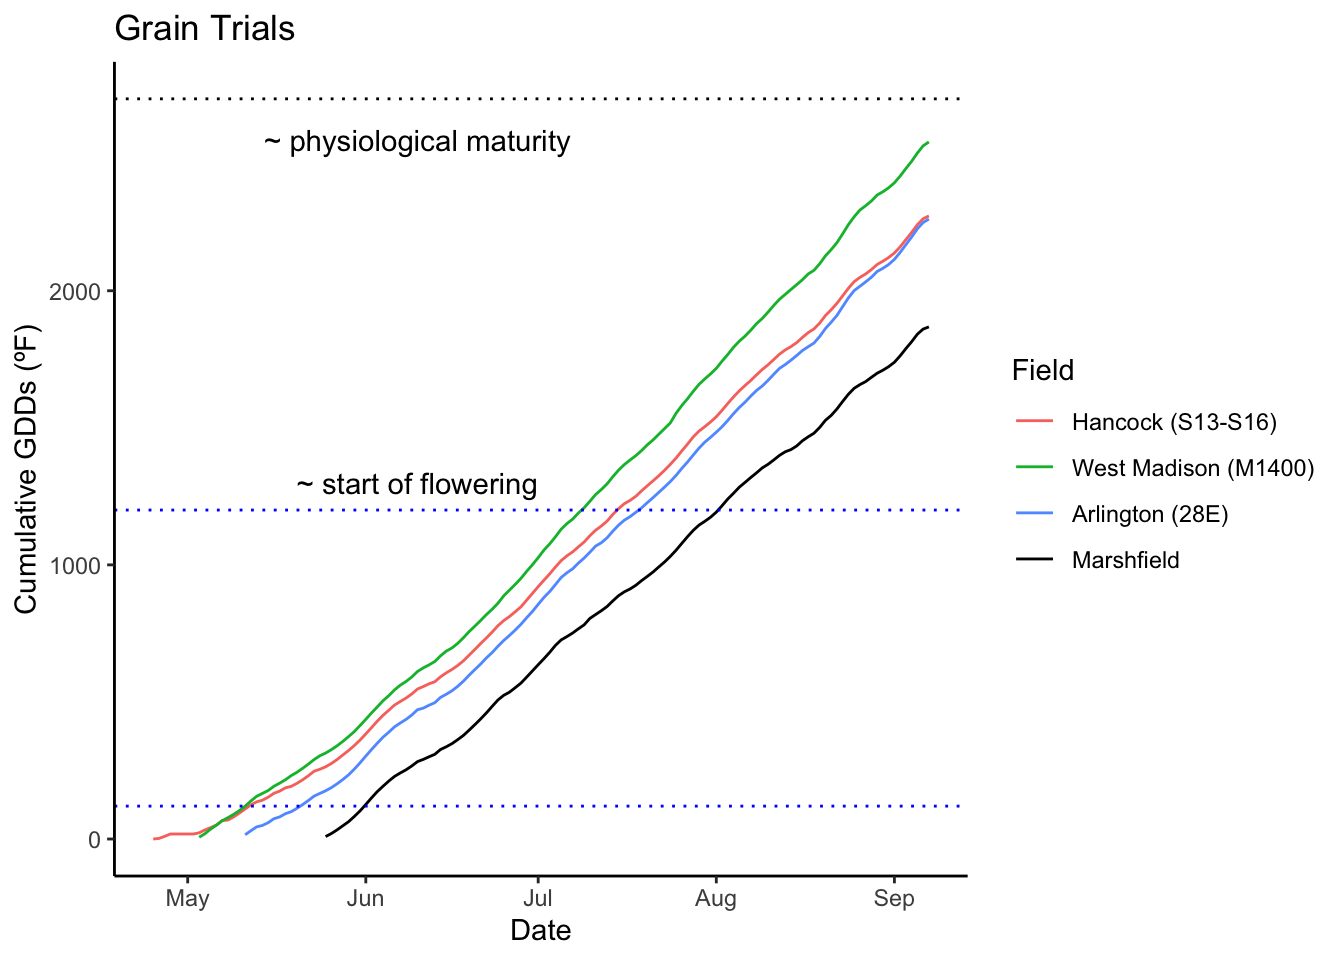 Grain Trials
~ physiological maturity
~ start of flowering
Cumulative GDDs (ºF)
2000
1000
0
May
Jun
Jul
Aug
Sep
Date
Field
Hancock (S13-S16)
West Madison (M1400)
Arlington (28E)
Marshfield